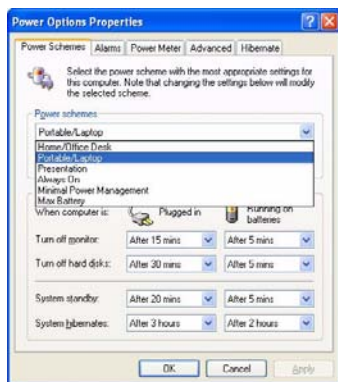 Power Options Properties
Power Schemes Alarms Power Meter Advanced Hibernate
Select the power scheme with the most appropriate settings for
this computer. Note that changing the settings below will modify
the selected scheme.
Power schemes
Portable/Laptop
Home/Office Desk
Portable/Laptop
Presentation
Always On
Minimal Power Management
Max Battery
When computer is: Plugged in Running on
batteries
Turn off monitor: After 15 mins After 5 mins
Turn off hard disks: After 30 mins After 5 mins
System standby: After 20 mins After 5 mins
System hibernates: After 3 hours After 2 hours
OK Cancel Apply